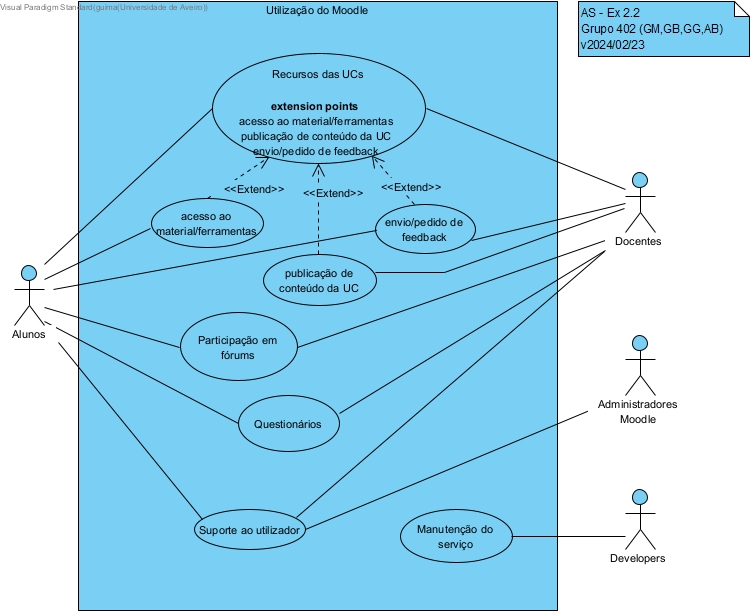 Visual Paradigm Standard(guima(Universidade de Aveiro))
Utilização do Moodle
AS - Ex 2.2
Grupo 402 (GM,GB,GG,AB)
v2024/02/23
Recursos das UCs
extension points
acesso ao material/ferramentas
publicação de conteúdo da UC
envio/pedido de feedback
<<Extend>>
<<Extend>>
<<Extend>>
acesso ao
material/ferramentas
envio/pedido de
feedback
Docentes
publicação de
conteúdo da UC
Alunos
Participação em
fórums
Administradores
Moodle
Questionários
Suporte ao utilizador
Manutenção do
serviço
Developers